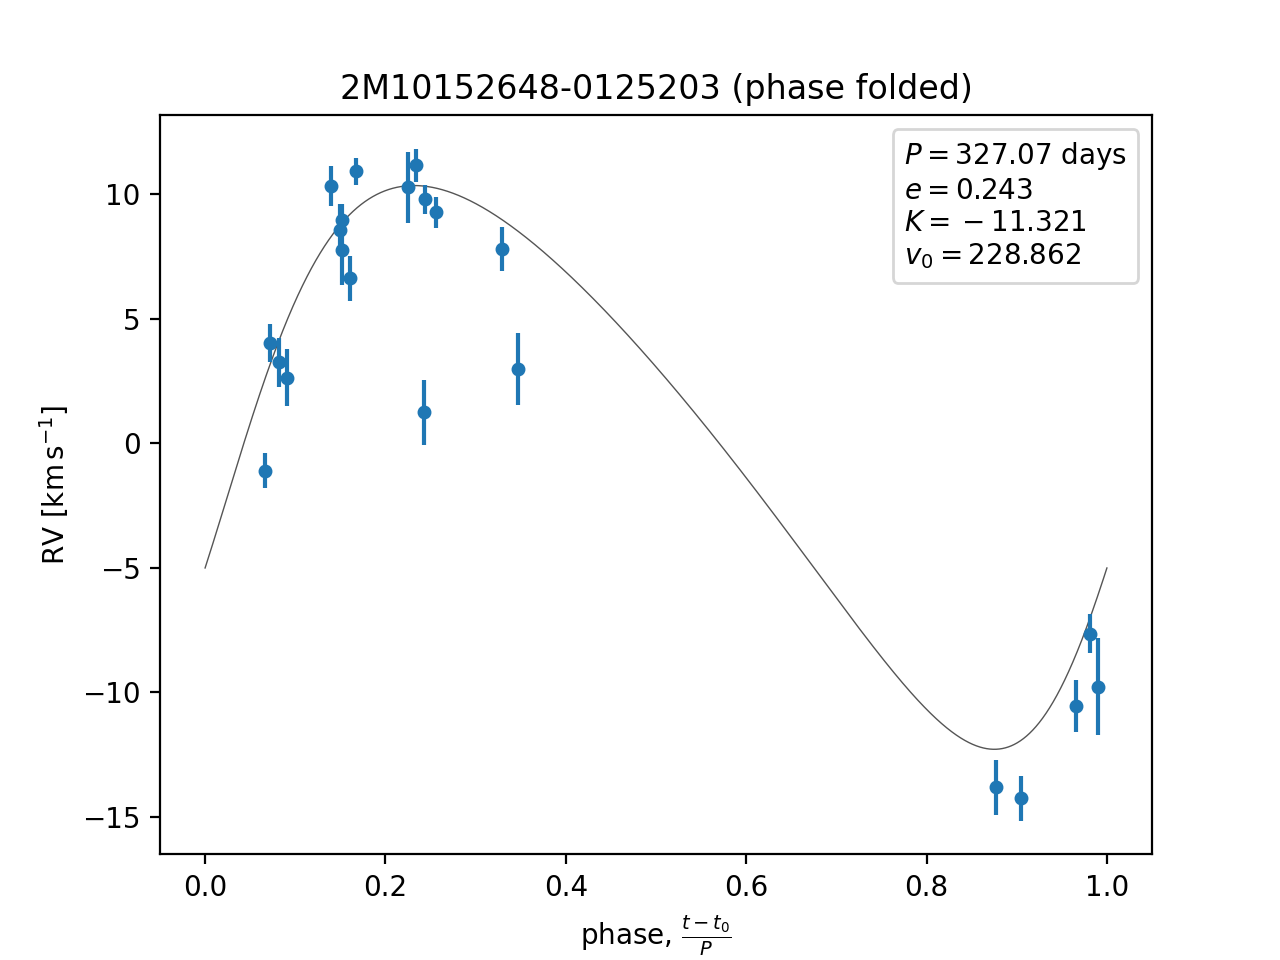 2M10152648-0125203 (phase folded)
P = 327.07 days
e = 0.243
K = −11.321
v₀ = 228.862
10
5
0
−5
−10
−15
RV [km s⁻¹]
0.0 0.2 0.4 0.6 0.8 1.0
phase, (t − t₀)/P